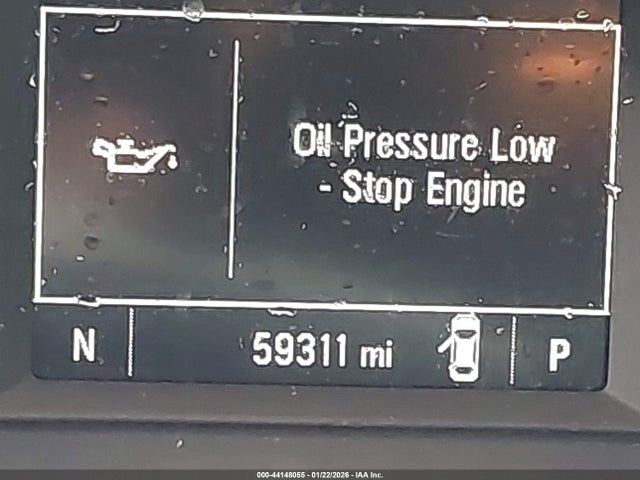 Oil Pressure Low
- Stop Engine
N 59311 mi P
000-44148055 - 01/22/2026 - IAA Inc.